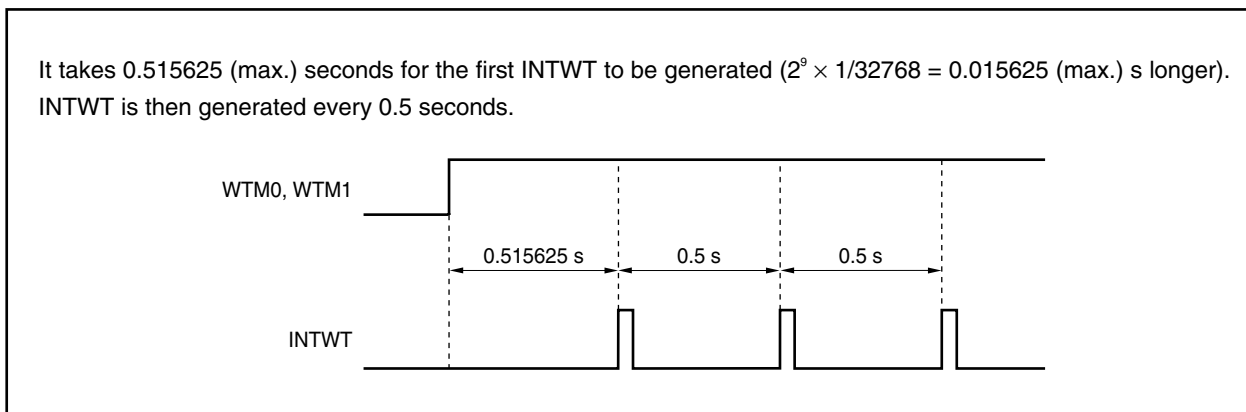 It takes 0.515625 (max.) seconds for the first INTWT to be generated (2⁹ × 1/32768 = 0.015625 (max.) s longer).
INTWT is then generated every 0.5 seconds.
WTM0, WTM1
0.515625 s
0.5 s
0.5 s
INTWT